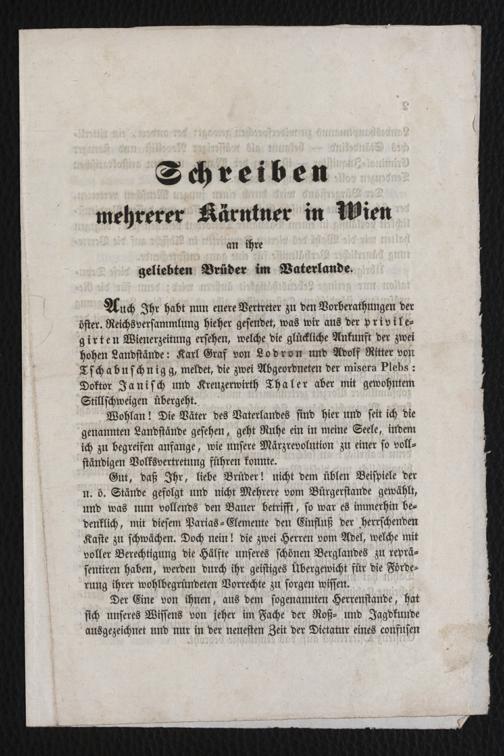 Schreiben
mehrerer Kärntner in Wien
an ihre
geliebten Brüder im Vaterlande.
Auch Ihr habt nun euere Vertreter zu den Vorberathungen der
öster. Reichsversammlung hieher gesendet, was wir aus der privile-
girten Wienerzeitung ersehen, welche die glückliche Ankunft der zwei
hohen Landstände: Karl Graf von Lodron und Adolf Ritter von
Tschabuschnigg, meldet, die zwei Abgeordneten der misera Plebs:
Doktor Janisch und Kreuzerwirth Thaler aber mit gewohntem
Stillschweigen übergeht.
Wohlan! Die Väter des Vaterlandes sind hier und seit ich die
genannten Landstände gesehen, geht Ruhe ein in meine Seele, indem
ich zu begreifen anfange, wie unsere Märzrevolution zu einer so voll-
ständigen Volksvertretung führen konnte.
Gut, daß Ihr, liebe Brüder! nicht dem üblen Beispiele der
n. ö. Stände gefolgt und nicht Mehrere vom Bürgerstande gewählt,
und was nun vollends den Bauer betrifft, so war es immerhin be-
denklich, mit diesem Parias-Elemente den Einfluß der herrschenden
Kaste zu schwächen. Doch nein! die zwei Herren vom Adel, welche mit
voller Berechtigung die Hälfte unseres schönen Berglandes zu reprä-
sentiren haben, werden durch ihr geistiges Übergewicht für die Förde-
rung ihrer wohlbegründeten Vorrechte zu sorgen wissen.
Der Eine von ihnen, aus dem sogenannten Herrenstande, hat
sich unseres Wissens von jeher im Fache der Roß- und Jagdkunde
ausgezeichnet und nur in der neuesten Zeit der Dictatur eines confusen